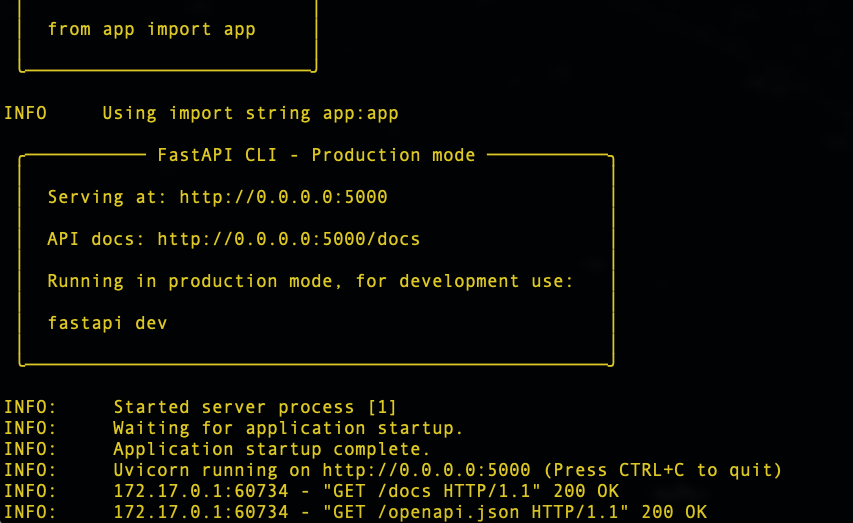 from app import app
INFO Using import string app:app
FastAPI CLI - Production mode
Serving at: http://0.0.0.0:5000
API docs: http://0.0.0.0:5000/docs
Running in production mode, for development use:
fastapi dev
INFO: Started server process [1]
INFO: Waiting for application startup.
INFO: Application startup complete.
INFO: Uvicorn running on http://0.0.0.0:5000 (Press CTRL+C to quit)
INFO: 172.17.0.1:60734 - "GET /docs HTTP/1.1" 200 OK
INFO: 172.17.0.1:60734 - "GET /openapi.json HTTP/1.1" 200 OK